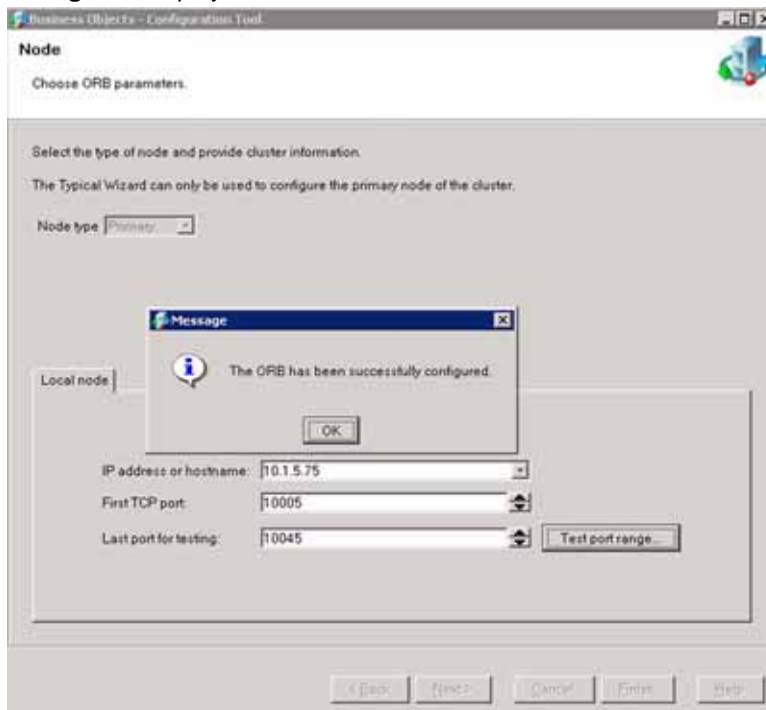 Business Objects - Configuration Tool
Node
Choose ORB parameters.
Select the type of node and provide cluster information.
The Typical Wizard can only be used to configure the primary node of the cluster.
Node type Primary
Message
The ORB has been successfully configured.
OK
Local node
IP address or hostname: 10.1.5.75
First TCP port: 10005
Last port for testing: 10045 Test port range...
< Back Next > Cancel Finish Help